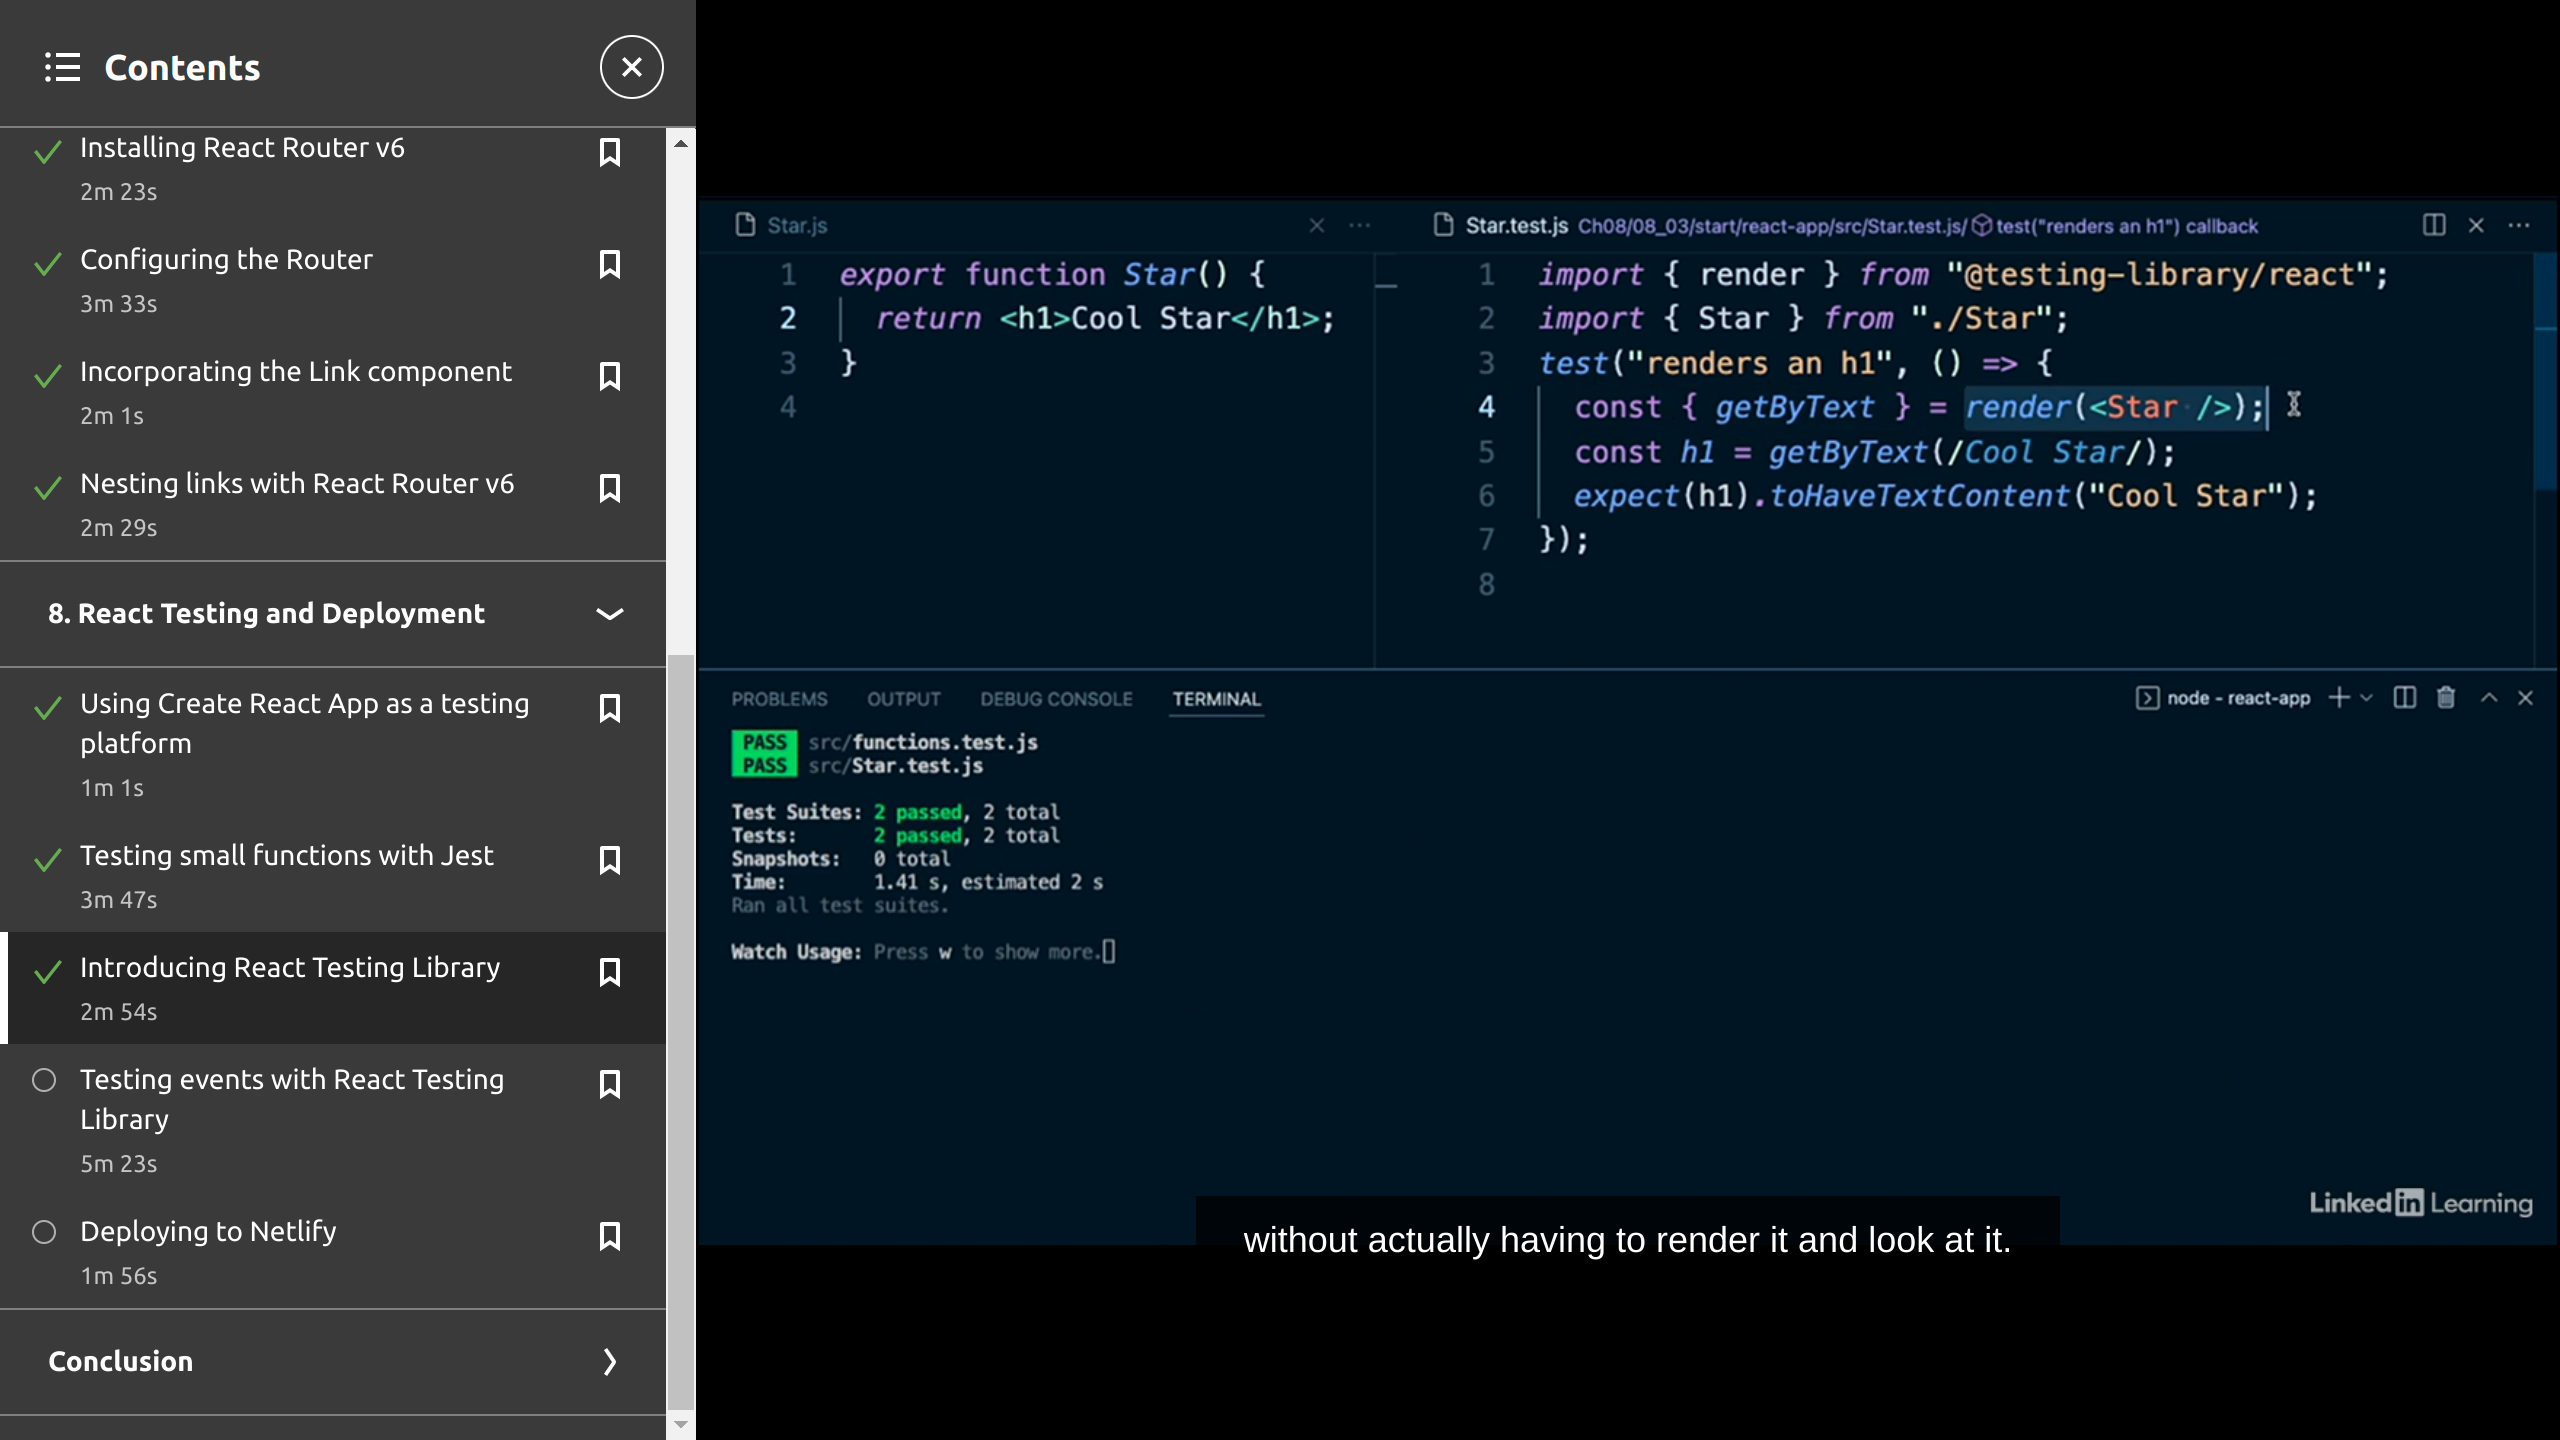 Contents
Installing React Router v6
2m 23s
Configuring the Router
3m 33s
Incorporating the Link component
2m 1s
Nesting links with React Router v6
2m 29s
8. React Testing and Deployment
Using Create React App as a testing
platform
1m 1s
Testing small functions with Jest
3m 47s
Introducing React Testing Library
2m 54s
Testing events with React Testing
Library
5m 23s
Deploying to Netlify
1m 56s
Conclusion
Star.js
1 export function Star() {
2 return <h1>Cool Star</h1>;
3 }
4
Star.test.js Ch08/08_03/start/react-app/src/Star.test.js/ test("renders an h1") callback
1 import { render } from "@testing-library/react";
2 import { Star } from "./Star";
3 test("renders an h1", () => {
4 const { getByText } = render(<Star />);
5 const h1 = getByText(/Cool Star/);
6 expect(h1).toHaveTextContent("Cool Star");
7 });
8
PROBLEMS OUTPUT DEBUG CONSOLE TERMINAL node - react-app
PASS src/functions.test.js
PASS src/Star.test.js
Test Suites: 2 passed, 2 total
Tests: 2 passed, 2 total
Snapshots: 0 total
Time: 1.41 s, estimated 2 s
Ran all test suites.
Watch Usage: Press w to show more.
LinkedIn Learning
without actually having to render it and look at it.